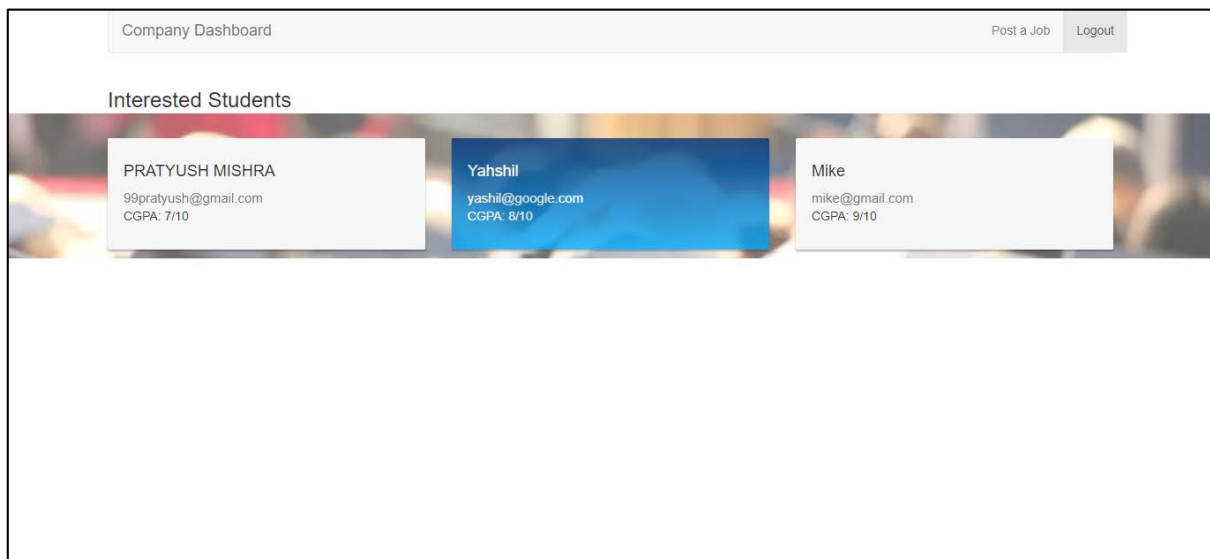 Company Dashboard
Post a Job
Logout
Interested Students
PRATYUSH MISHRA
99pratyush@gmail.com
CGPA: 7/10
Yahshil
yashil@google.com
CGPA: 8/10
Mike
mike@gmail.com
CGPA: 9/10